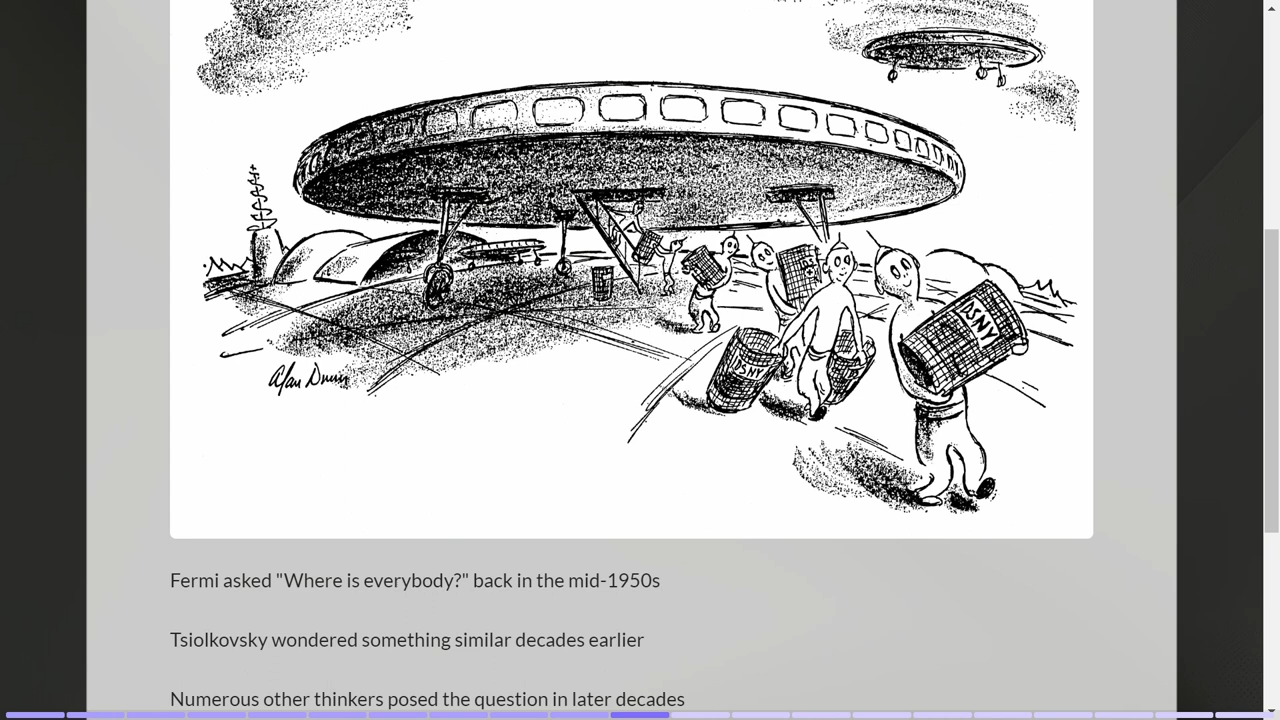 DSNY
DSNY
Alan Dunn
Fermi asked "Where is everybody?" back in the mid-1950s
Tsiolkovsky wondered something similar decades earlier
Numerous other thinkers posed the question in later decades